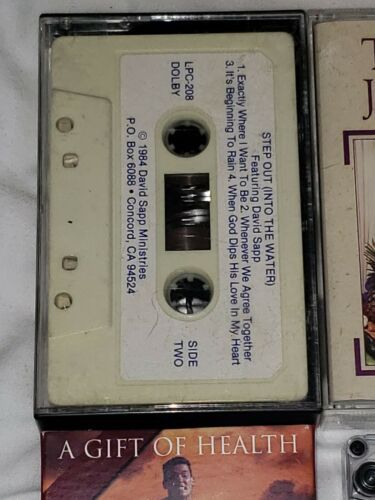 STEP OUT (INTO THE WATER)
Featuring David Sapp
1. Exactly Where I Want To Be 2. Whenever We Agree Together
3. It's Beginning To Rain 4. When God Dips His Love In My Heart
LPC-208
DOLBY
SIDE
TWO
© 1984 David Sapp Ministries
P.O. Box 6088 • Concord, CA 94524
T
J
A GIFT OF HEALTH